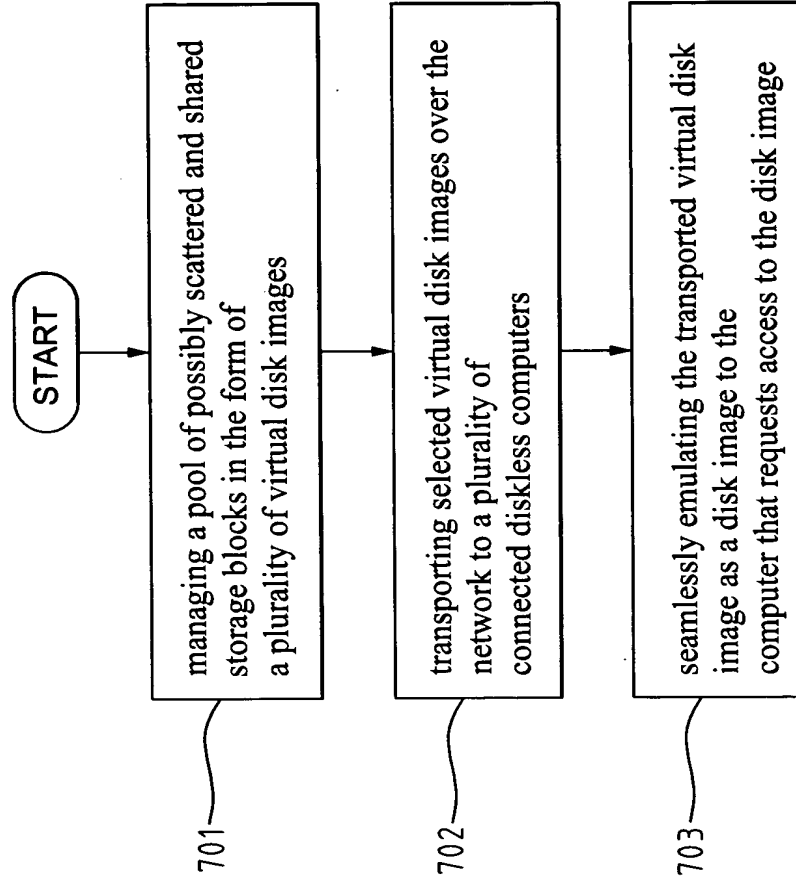 START
managing a pool of possibly scattered and shared
storage blocks in the form of
a plurality of virtual disk images
701
transporting selected virtual disk images over the
network to a plurality of
connected diskless computers
702
seamlessly emulating the transported virtual disk
image as a disk image to the
computer that requests access to the disk image
703